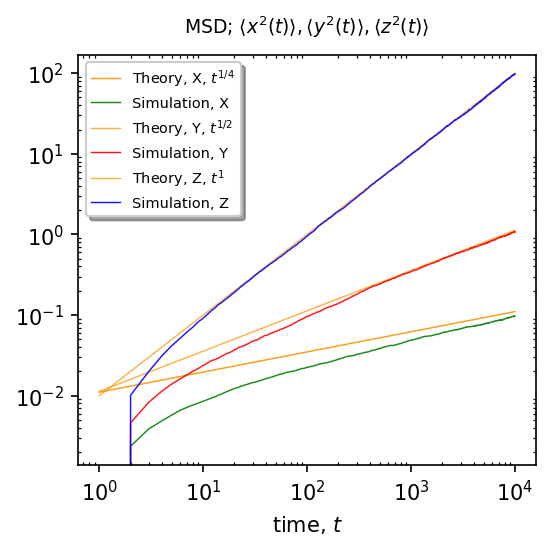 MSD; ⟨x²(t)⟩, ⟨y²(t)⟩, ⟨z²(t)⟩
Theory, X, t^{1/4}
Simulation, X
Theory, Y, t^{1/2}
Simulation, Y
Theory, Z, t^1
Simulation, Z
10²
10¹
10⁰
10⁻¹
10⁻²
10⁰ 10¹ 10² 10³ 10⁴
time, t